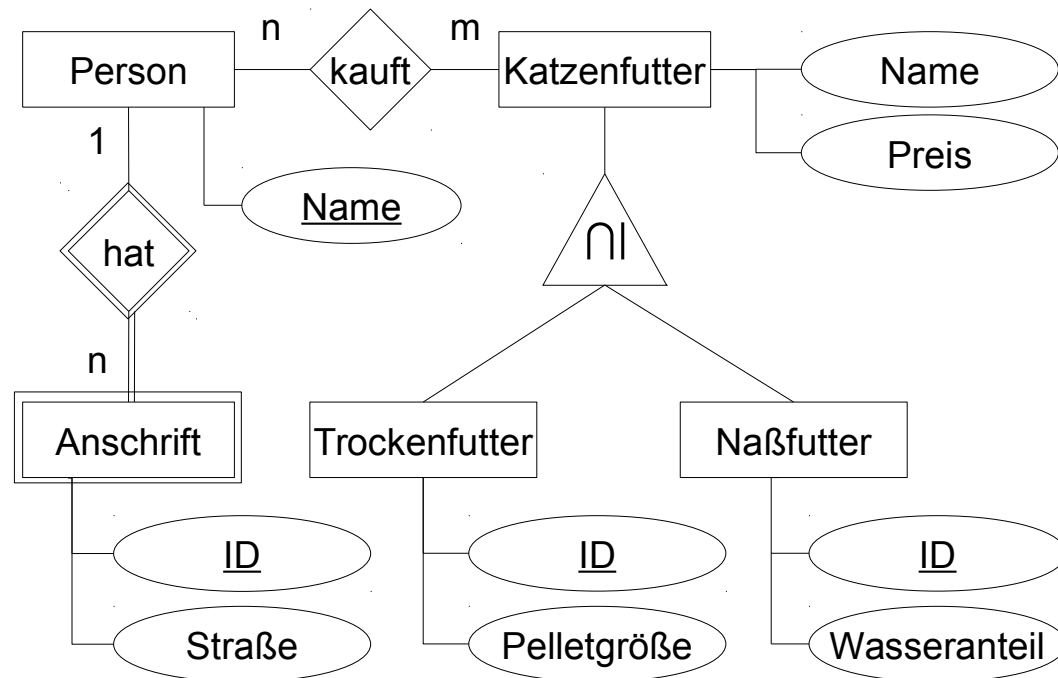 n
m
Person
kauft
Katzenfutter
Name
1
Preis
Name
hat
⋂I
n
Anschrift
Trockenfutter
Naßfutter
ID
ID
ID
Straße
Pelletgröße
Wasseranteil